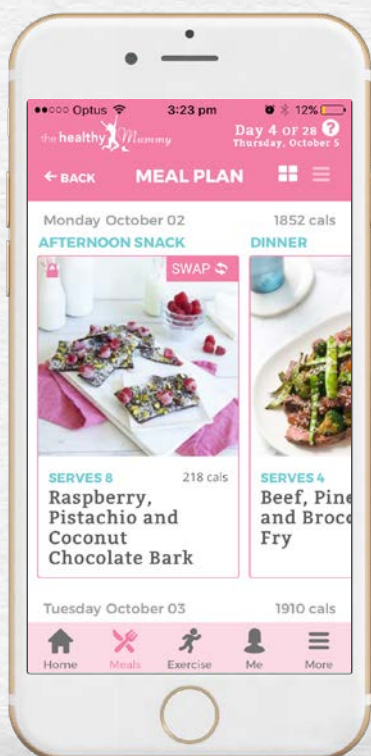 Optus 3:23 pm 12%
the healthy Mummy
Day 4 OF 28 ?
Thursday, October 5
← BACK MEAL PLAN
Monday October 02 1852 cals
AFTERNOON SNACK DINNER
SWAP
SERVES 8 218 cals SERVES 4
Raspberry, Beef, Pine
Pistachio and and Brocc
Coconut Fry
Chocolate Bark
Tuesday October 03 1910 cals
Home Meals Exercise Me More